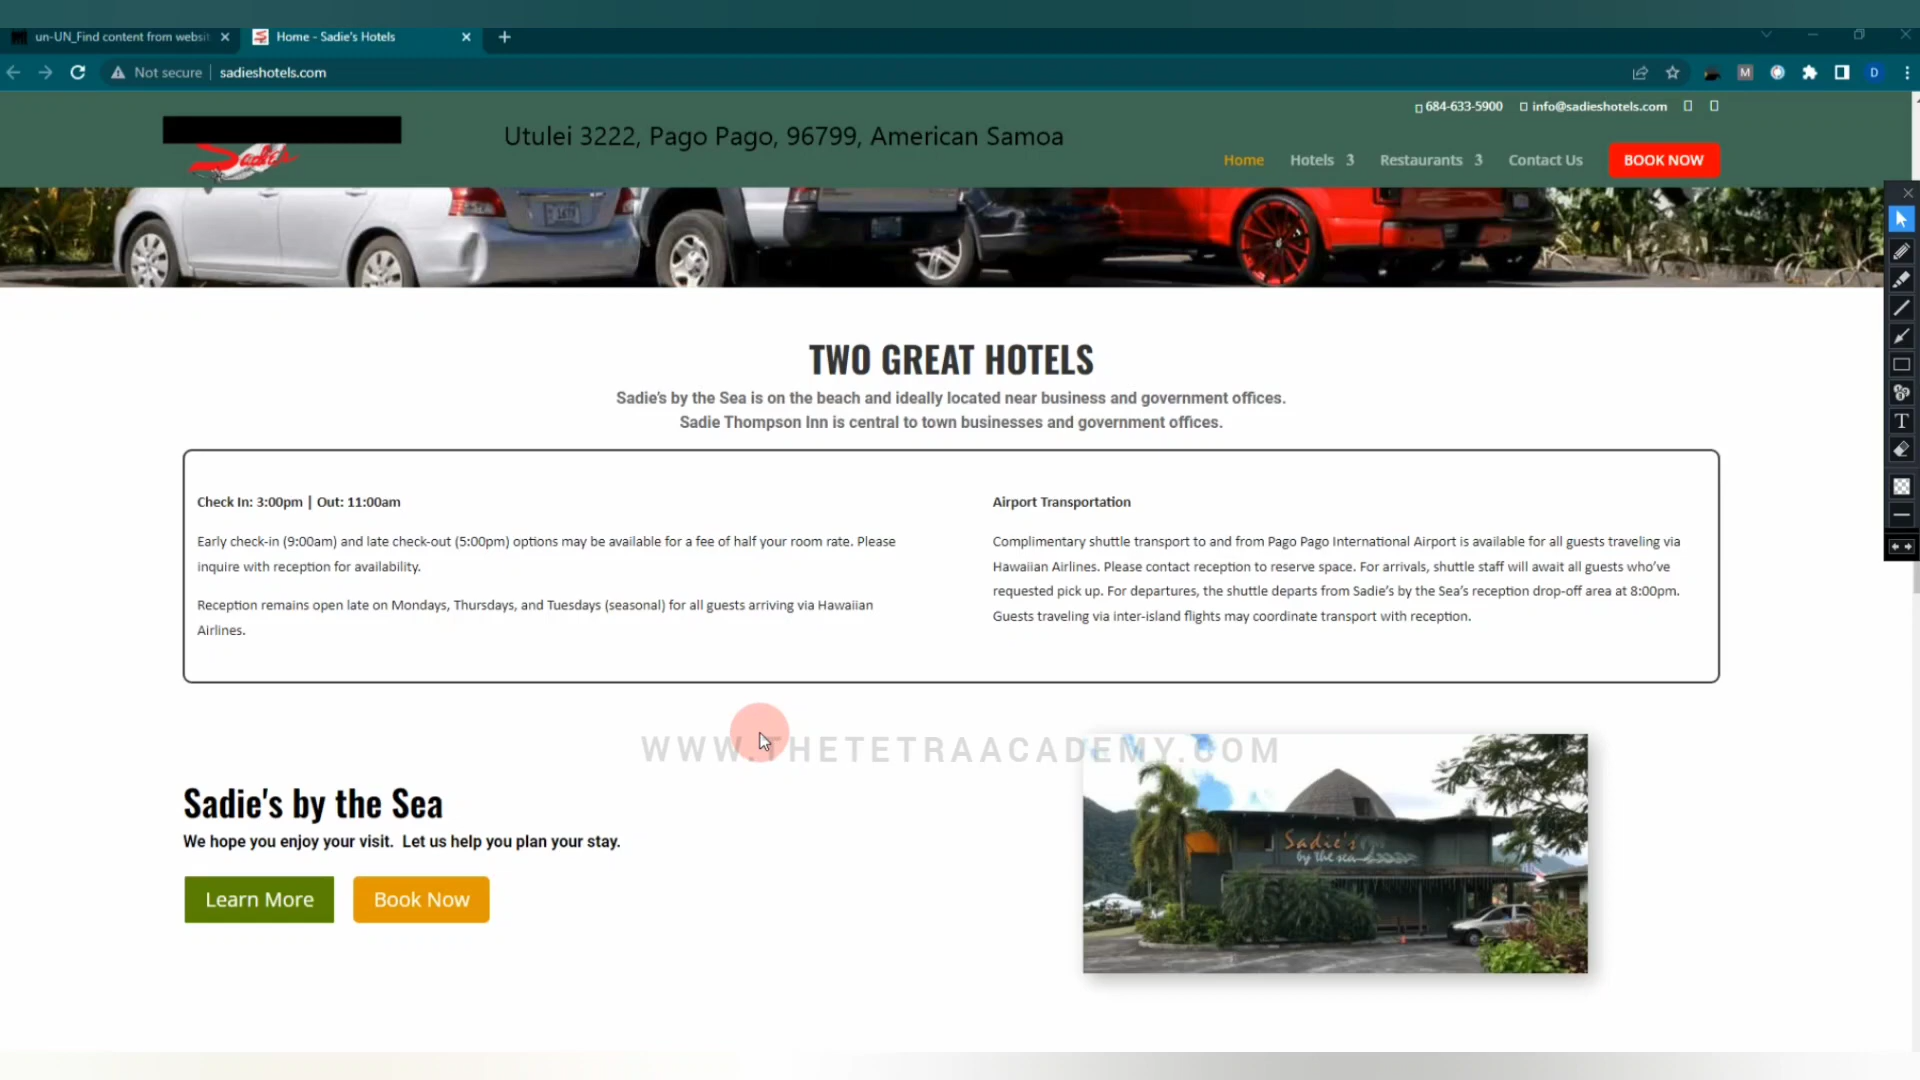 un-UN_Find content from websit
Home - Sadie's Hotels
Not secure
sadieshotels.com
M
D
684-633-5900
info@sadieshotels.com
Utulei 3222, Pago Pago, 96799, American Samoa
Sadie's
Home
Hotels 3
Restaurants 3
Contact Us
BOOK NOW
TWO GREAT HOTELS
Sadie's by the Sea is on the beach and ideally located near business and government offices.
Sadie Thompson Inn is central to town businesses and government offices.
Check In: 3:00pm | Out: 11:00am
Early check-in (9:00am) and late check-out (5:00pm) options may be available for a fee of half your room rate. Please
inquire with reception for availability.
Reception remains open late on Mondays, Thursdays, and Tuesdays (seasonal) for all guests arriving via Hawaiian
Airlines.
Airport Transportation
Complimentary shuttle transport to and from Pago Pago International Airport is available for all guests traveling via
Hawaiian Airlines. Please contact reception to reserve space. For arrivals, shuttle staff will await all guests who've
requested pick up. For departures, the shuttle departs from Sadie's by the Sea's reception drop-off area at 8:00pm.
Guests traveling via inter-island flights may coordinate transport with reception.
WWW.THETETRAACADEMY.COM
Sadie's by the Sea
We hope you enjoy your visit. Let us help you plan your stay.
Learn More
Book Now
Sadie's
by the sea
T